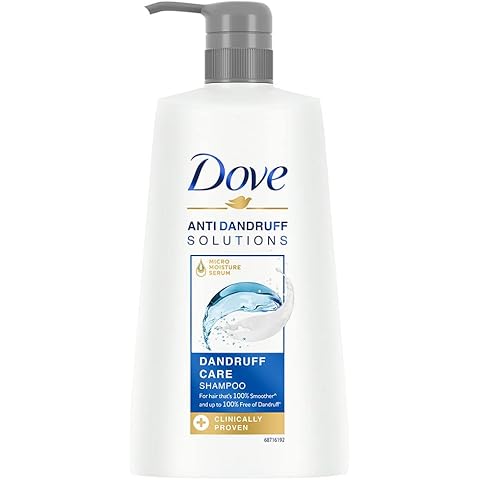 Dove
ANTI DANDRUFF
SOLUTIONS
MICRO
MOISTURE
SERUM
DANDRUFF
CARE
SHAMPOO
For hair that's 100% Smoother^
and up to 100% Free of Dandruff*
CLINICALLY
PROVEN
68716192